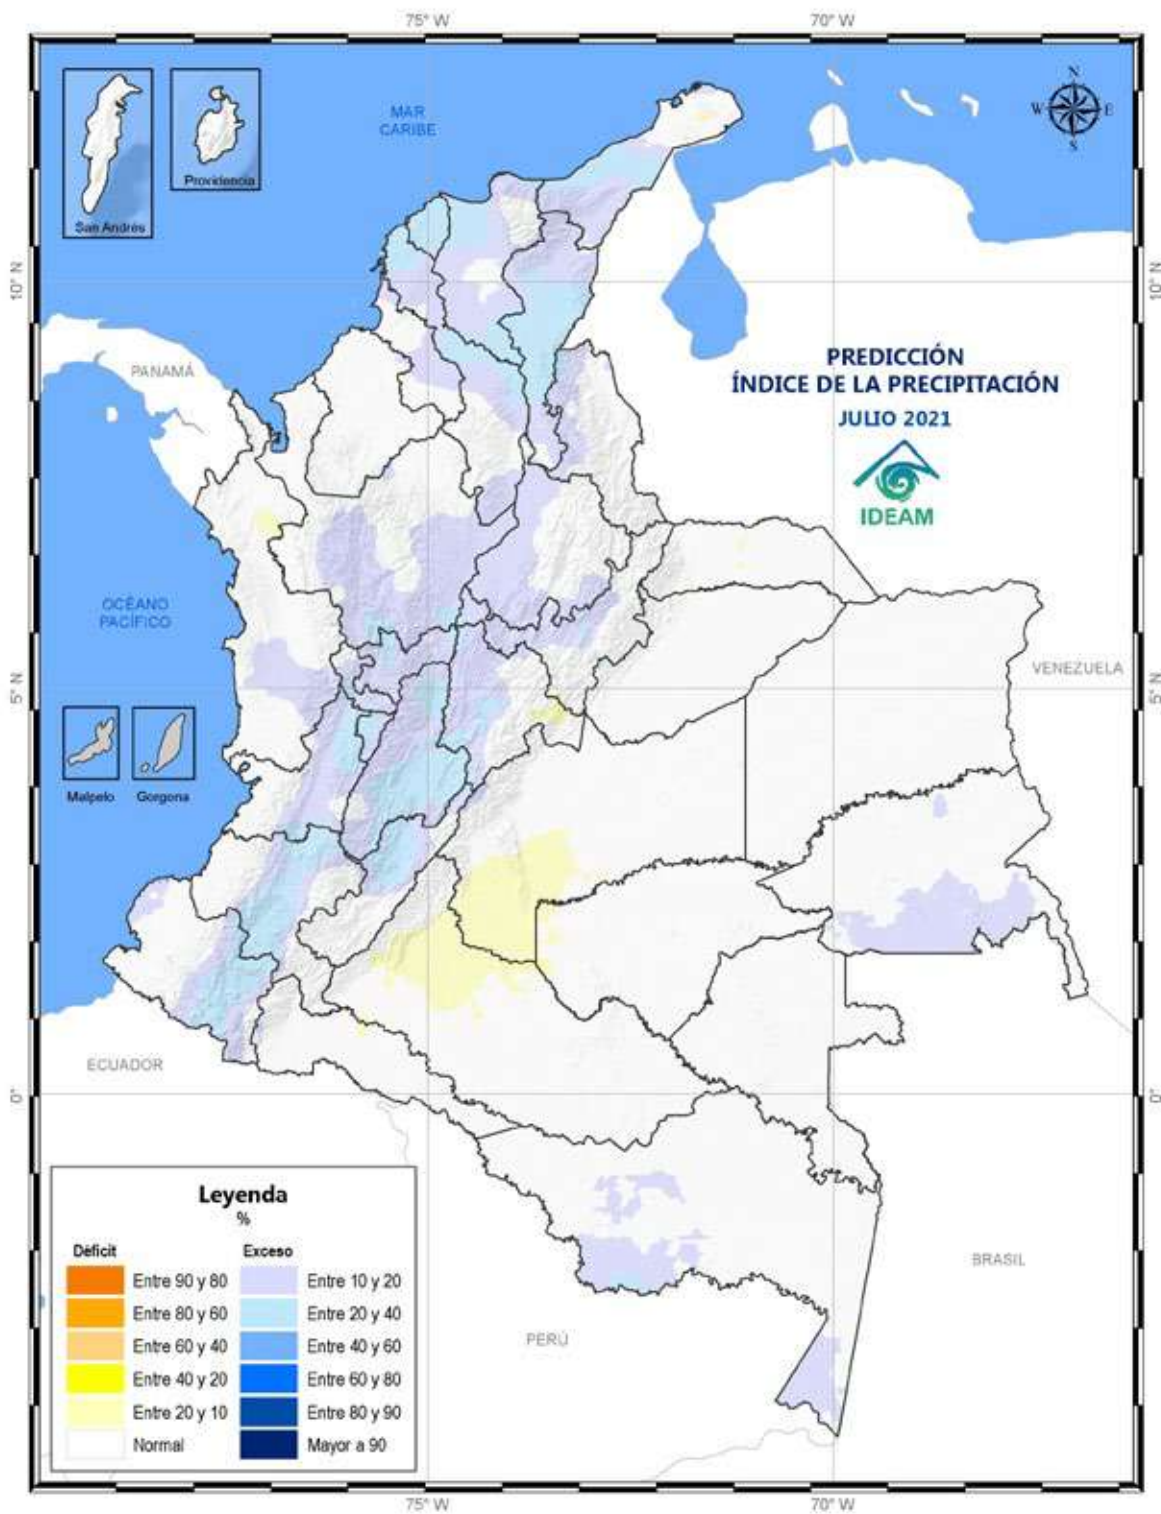 75° W
70° W
MAR
CARIBE
San Andrés
Providencia
N
W
E
S
10° N
10° N
PANAMÁ
PREDICCIÓN
ÍNDICE DE LA PRECIPITACIÓN
JULIO 2021
IDEAM
OCÉANO
PACÍFICO
VENEZUELA
5° N
5° N
Malpelo
Gorgona
ECUADOR
0°
0°
BRASIL
PERÚ
Leyenda
%
Déficit
Exceso
Entre 90 y 80
Entre 10 y 20
Entre 80 y 60
Entre 20 y 40
Entre 60 y 40
Entre 40 y 60
Entre 40 y 20
Entre 60 y 80
Entre 20 y 10
Entre 80 y 90
Normal
Mayor a 90
75° W
70° W